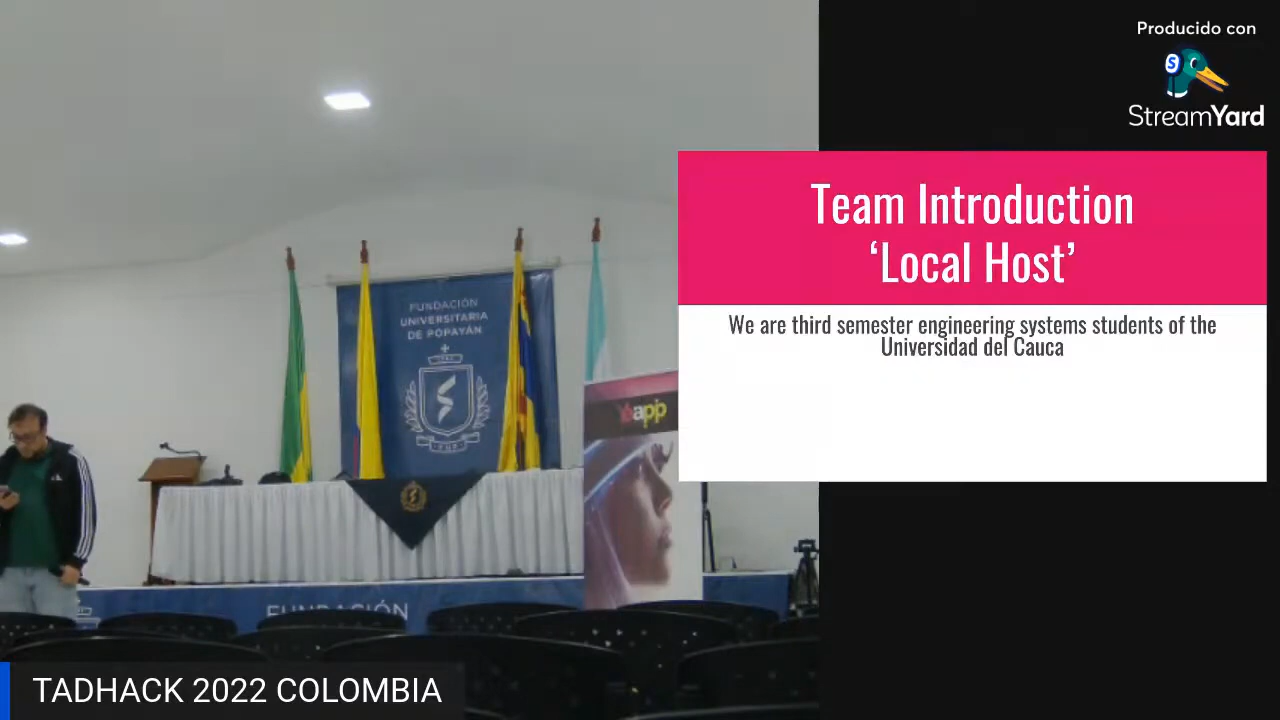 Producido con
StreamYard
Team Introduction
‘Local Host’
We are third semester engineering systems students of the
Universidad del Cauca
FUNDACIÓN
UNIVERSITARIA
DE POPAYÁN
app
FUNDACIÓN
TADHACK 2022 COLOMBIA